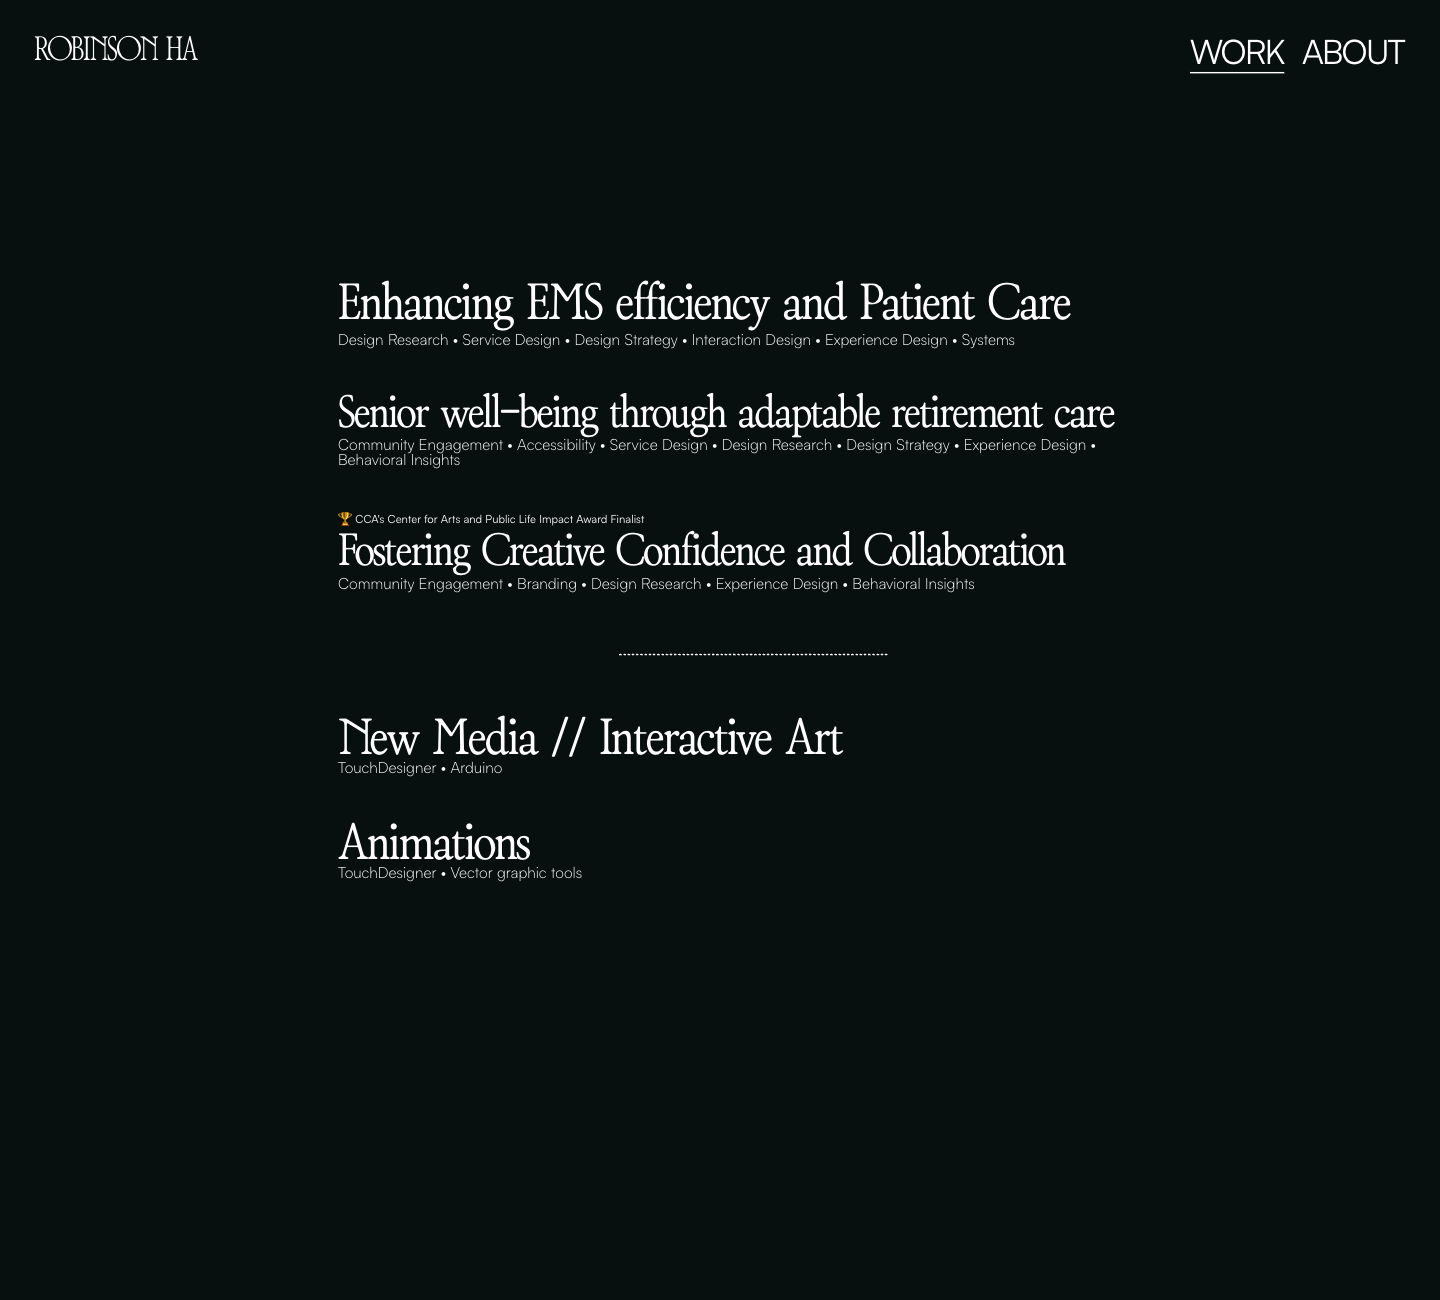 ROBINSON HA
WORK ABOUT
Enhancing EMS efficiency and Patient Care
Design Research • Service Design • Design Strategy • Interaction Design • Experience Design • Systems
Senior well-being through adaptable retirement care
Community Engagement • Accessibility • Service Design • Design Research • Design Strategy • Experience Design •
Behavioral Insights
🏆 CCA's Center for Arts and Public Life Impact Award Finalist
Fostering Creative Confidence and Collaboration
Community Engagement • Branding • Design Research • Experience Design • Behavioral Insights
New Media // Interactive Art
TouchDesigner • Arduino
Animations
TouchDesigner • Vector graphic tools